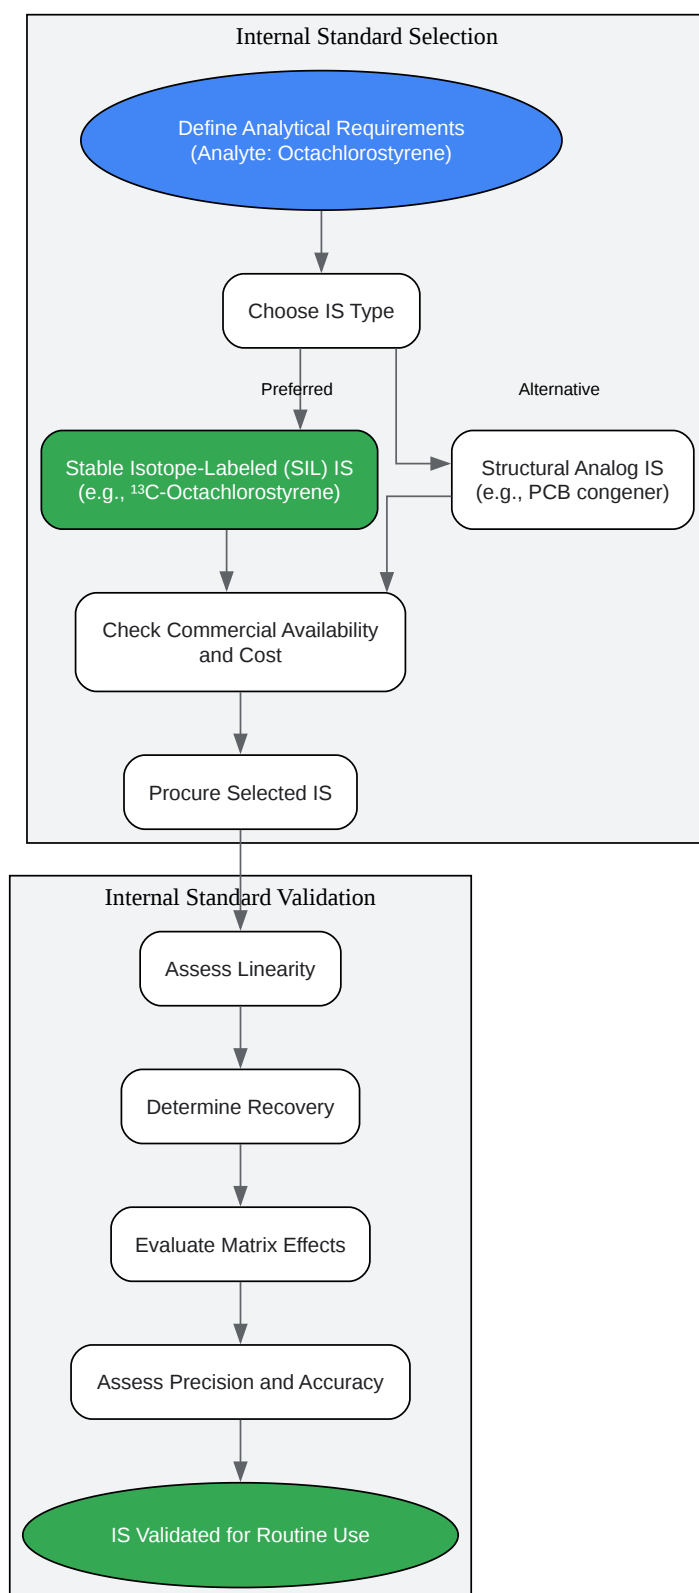 Internal Standard Selection
Define Analytical Requirements
(Analyte: Octachlorostyrene)
Choose IS Type
Preferred
Alternative
Stable Isotope-Labeled (SIL) IS
(e.g., ¹³C-Octachlorostyrene)
Structural Analog IS
(e.g., PCB congener)
Check Commercial Availability
and Cost
Procure Selected IS
Internal Standard Validation
Assess Linearity
Determine Recovery
Evaluate Matrix Effects
Assess Precision and Accuracy
IS Validated for Routine Use